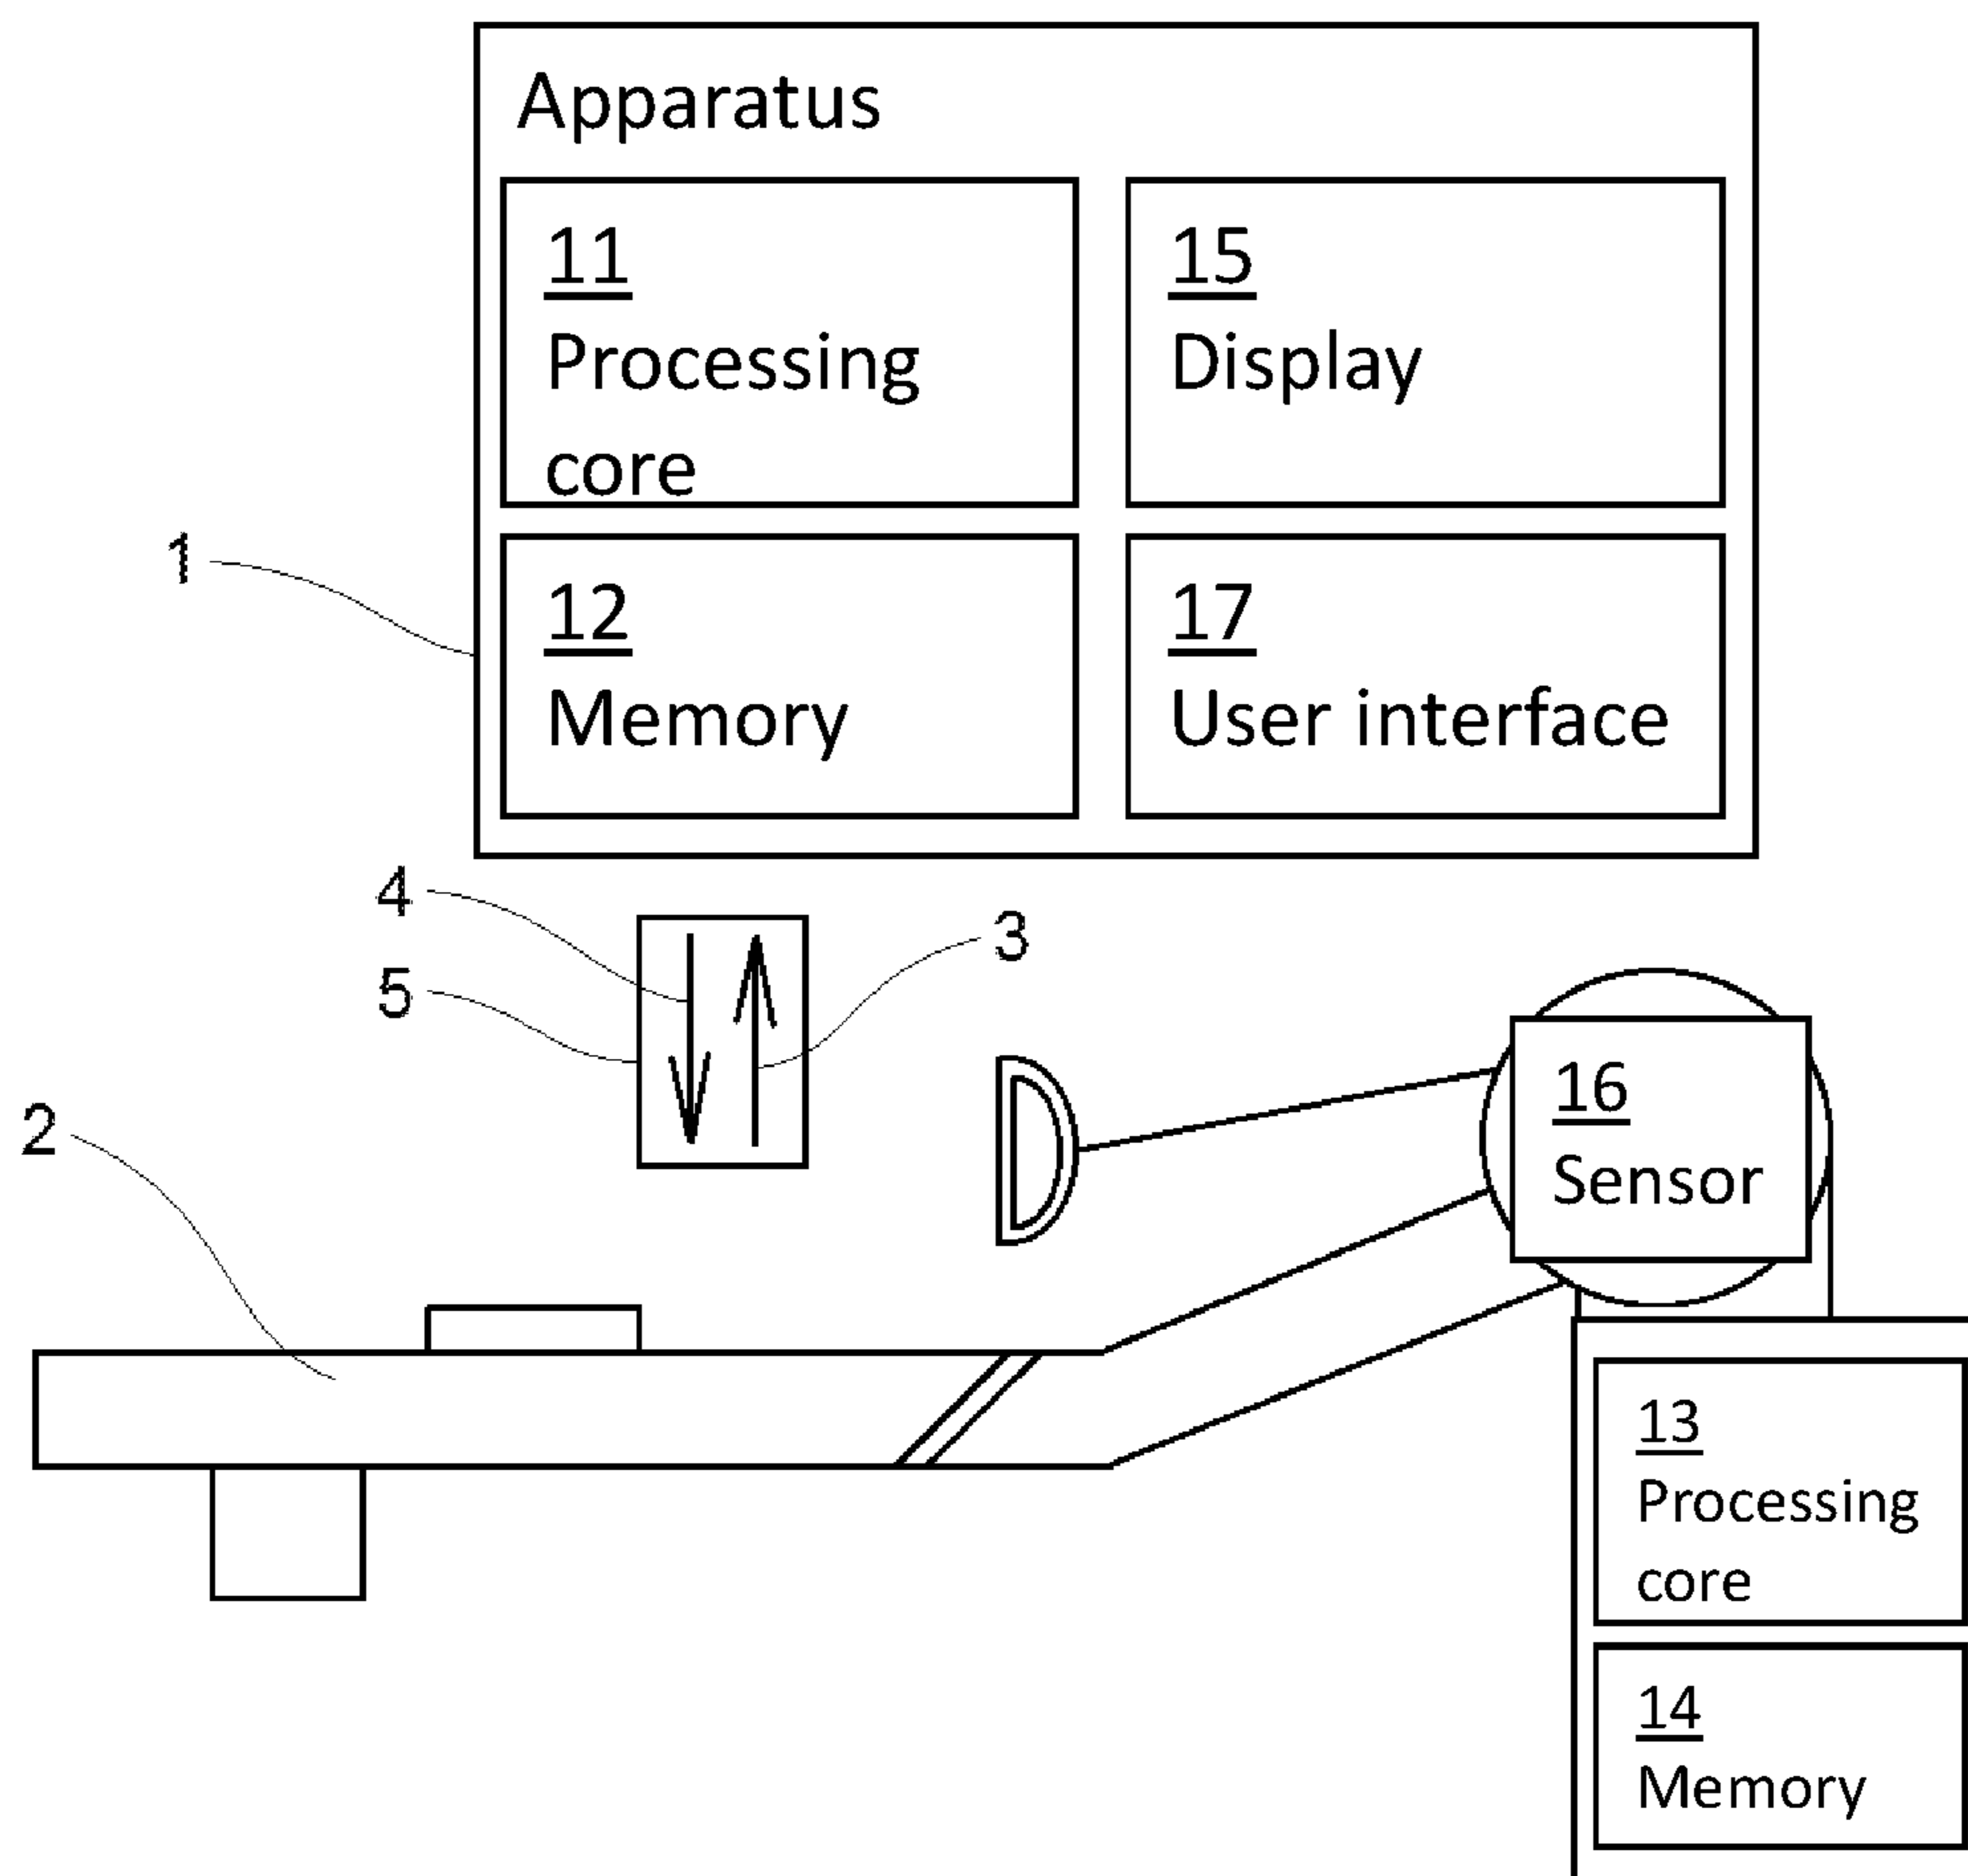 Apparatus
11
Processing
core
15
Display
1
12
Memory
17
User interface
4
3
5
2
16
Sensor
13
Processing
core
14
Memory